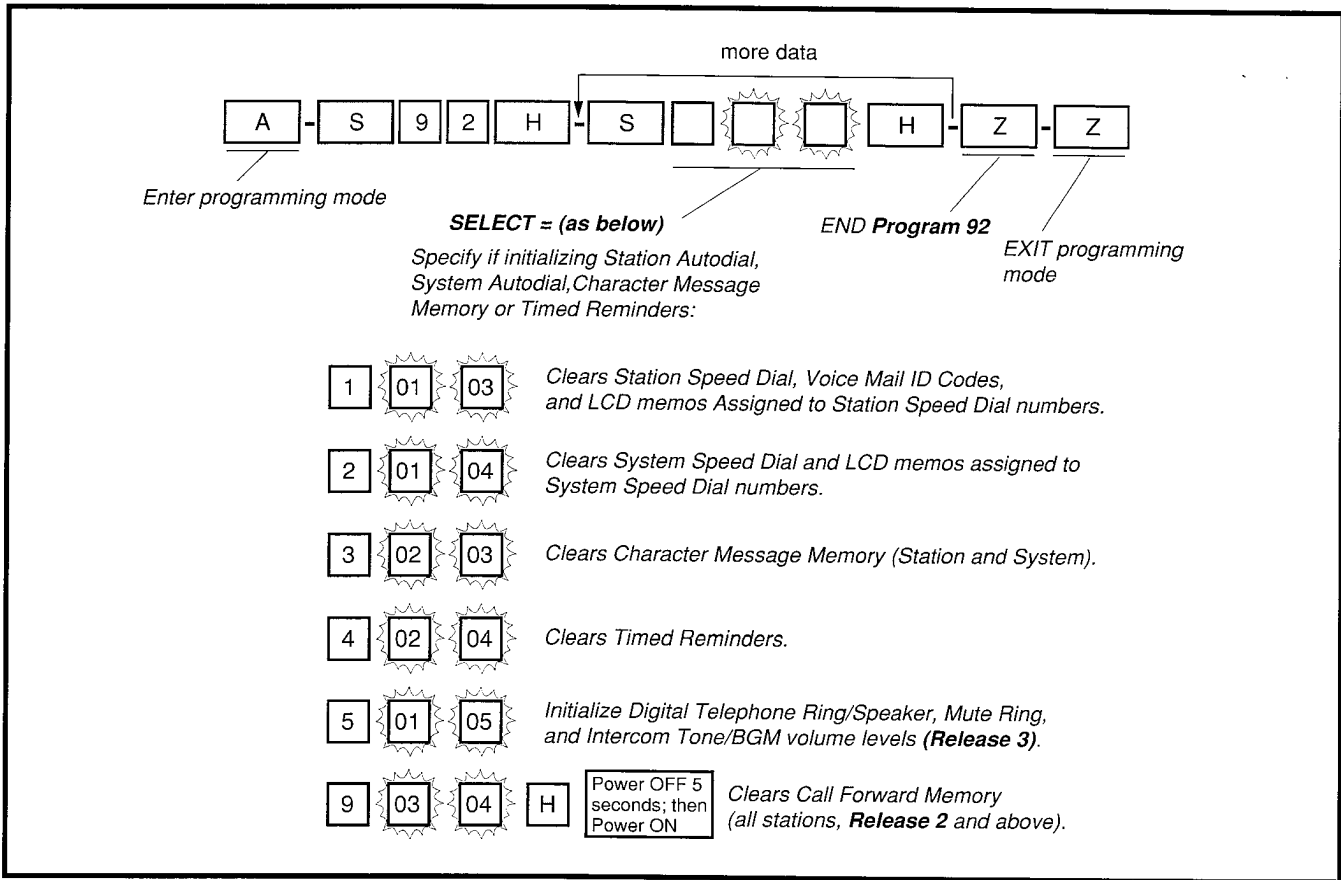 more data
A - S 9 2 H - S H - Z - Z
Enter programming mode
SELECT = (as below)
END Program 92
EXIT programming
mode
Specify if initializing Station Autodial,
System Autodial,Character Message
Memory or Timed Reminders:
1 01 03 Clears Station Speed Dial, Voice Mail ID Codes,
and LCD memos Assigned to Station Speed Dial numbers.
2 01 04 Clears System Speed Dial and LCD memos assigned to
System Speed Dial numbers.
3 02 03 Clears Character Message Memory (Station and System).
4 02 04 Clears Timed Reminders.
5 01 05 Initialize Digital Telephone Ring/Speaker, Mute Ring,
and Intercom Tone/BGM volume levels (Release 3).
9 03 04 H Power OFF 5
seconds; then
Power ON
Clears Call Forward Memory
(all stations, Release 2 and above).